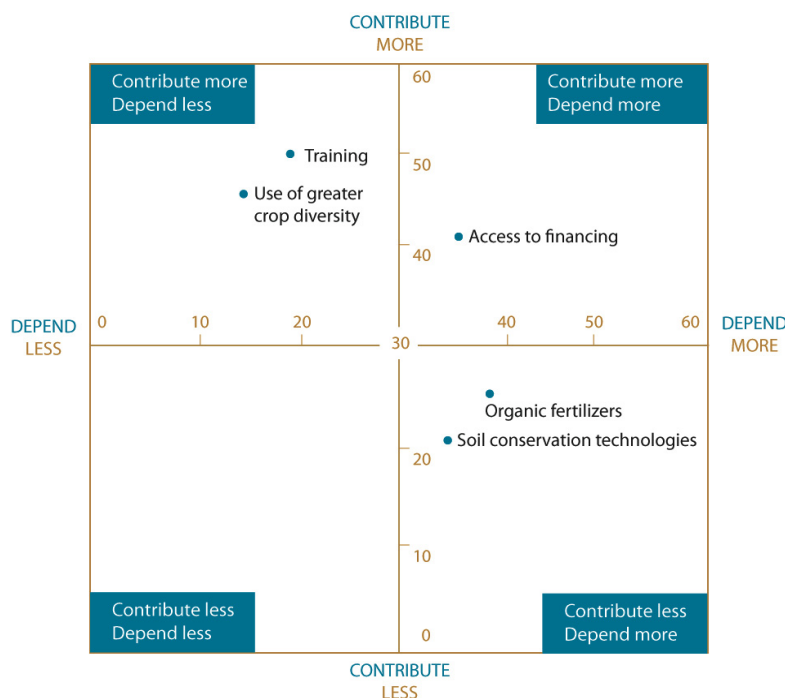 CONTRIBUTE
MORE
Contribute more
Depend less
60
Contribute more
Depend more
Training
50
Use of greater
crop diversity
Access to financing
40
DEPEND
LESS
0
10
20
30
40
50
60
DEPEND
MORE
Organic fertilizers
Soil conservation technologies
20
10
Contribute less
Depend less
0
Contribute less
Depend more
CONTRIBUTE
LESS